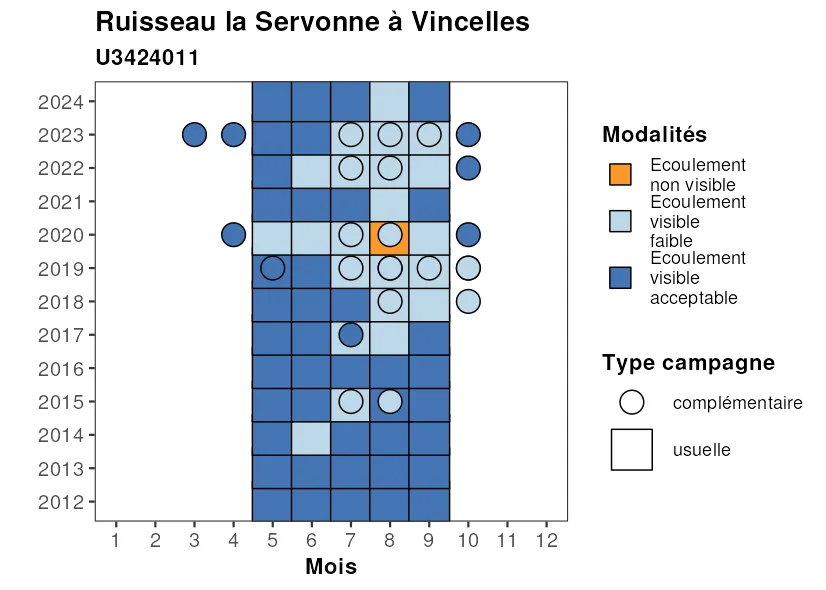 Ruisseau la Servonne à Vincelles
U3424011
2024
2023
2022
2021
2020
2019
2018
2017
2016
2015
2014
2013
2012
1 2 3 4 5 6 7 8 9 10 11 12
Mois
Modalités
Ecoulement
non visible
Ecoulement
visible
faible
Ecoulement
visible
acceptable
Type campagne
complémentaire
usuelle